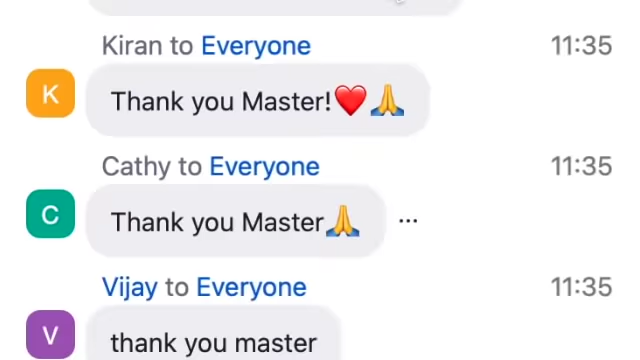 Kiran to Everyone 11:35
K
Thank you Master!❤️🙏
Cathy to Everyone 11:35
C
Thank you Master🙏 ...
Vijay to Everyone 11:35
V
thank you master